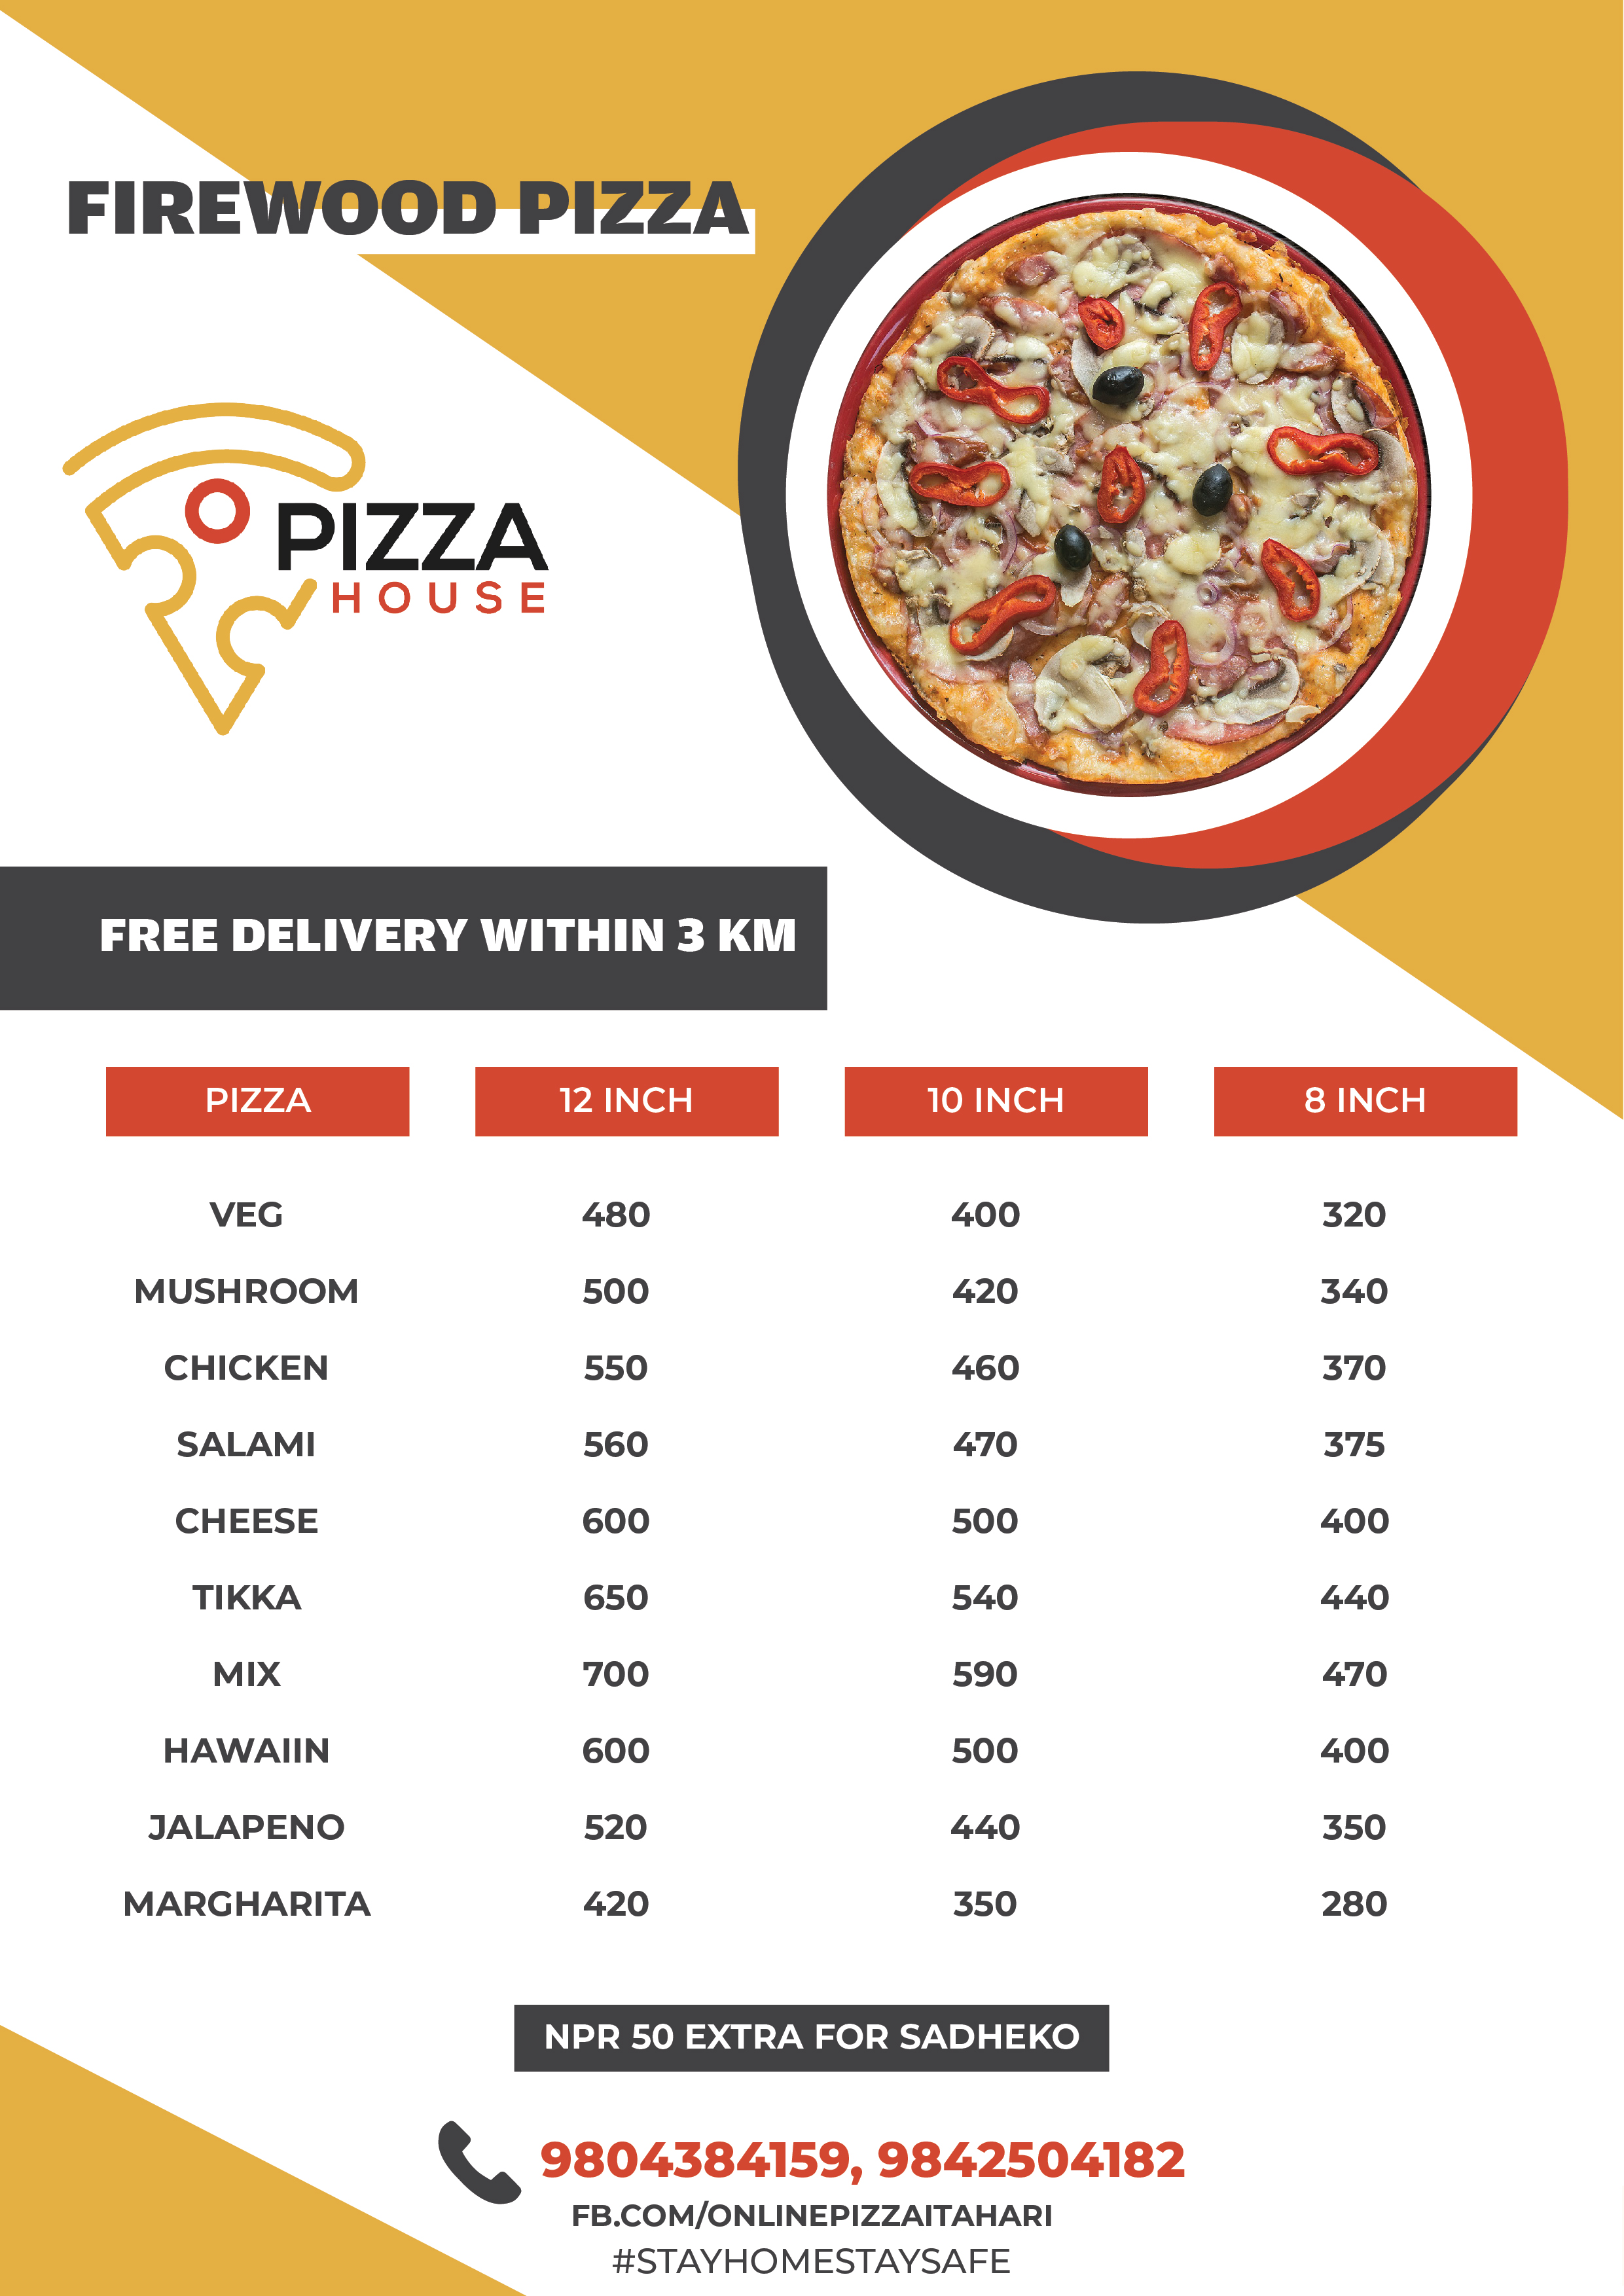 FIREWOOD PIZZA
PIZZA
HOUSE
FREE DELIVERY WITHIN 3 KM
PIZZA 12 INCH 10 INCH 8 INCH
VEG 480 400 320
MUSHROOM 500 420 340
CHICKEN 550 460 370
SALAMI 560 470 375
CHEESE 600 500 400
TIKKA 650 540 440
MIX 700 590 470
HAWAIIN 600 500 400
JALAPENO 520 440 350
MARGHARITA 420 350 280
NPR 50 EXTRA FOR SADHEKO
9804384159, 9842504182
FB.COM/ONLINEPIZZAITAHARI
#STAYHOMESTAYSAFE